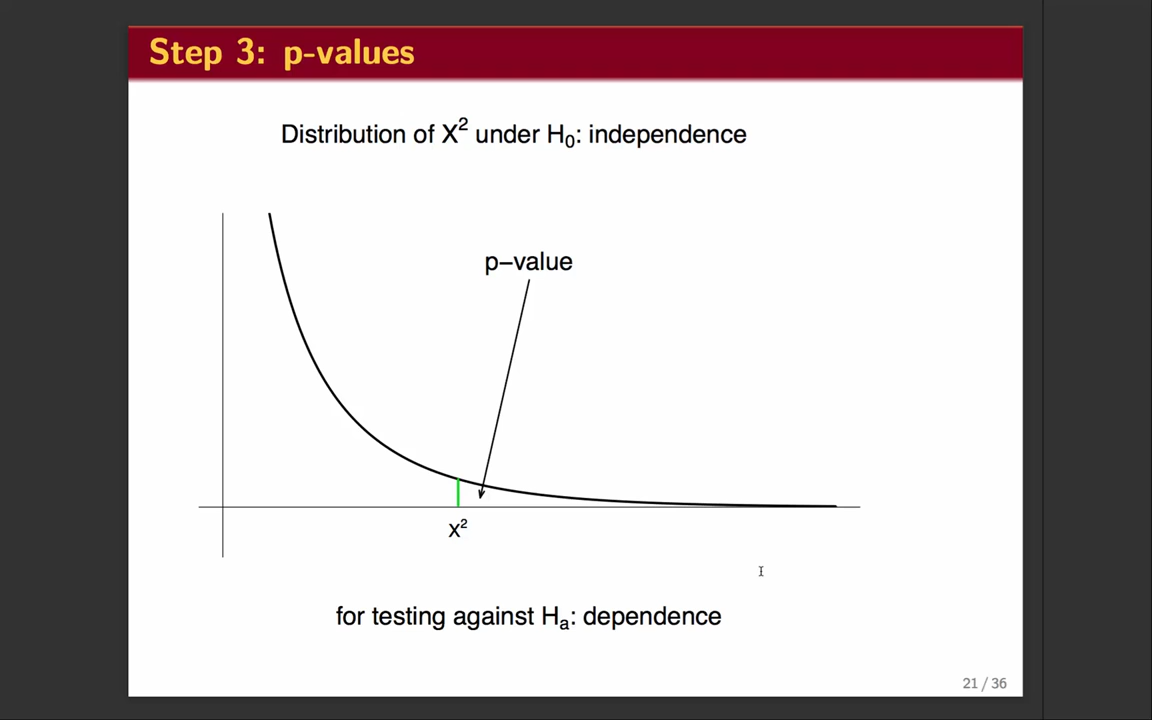 Step 3: p-values
Distribution of X² under H₀: independence
p–value
x²
for testing against Hₐ: dependence
21 / 36